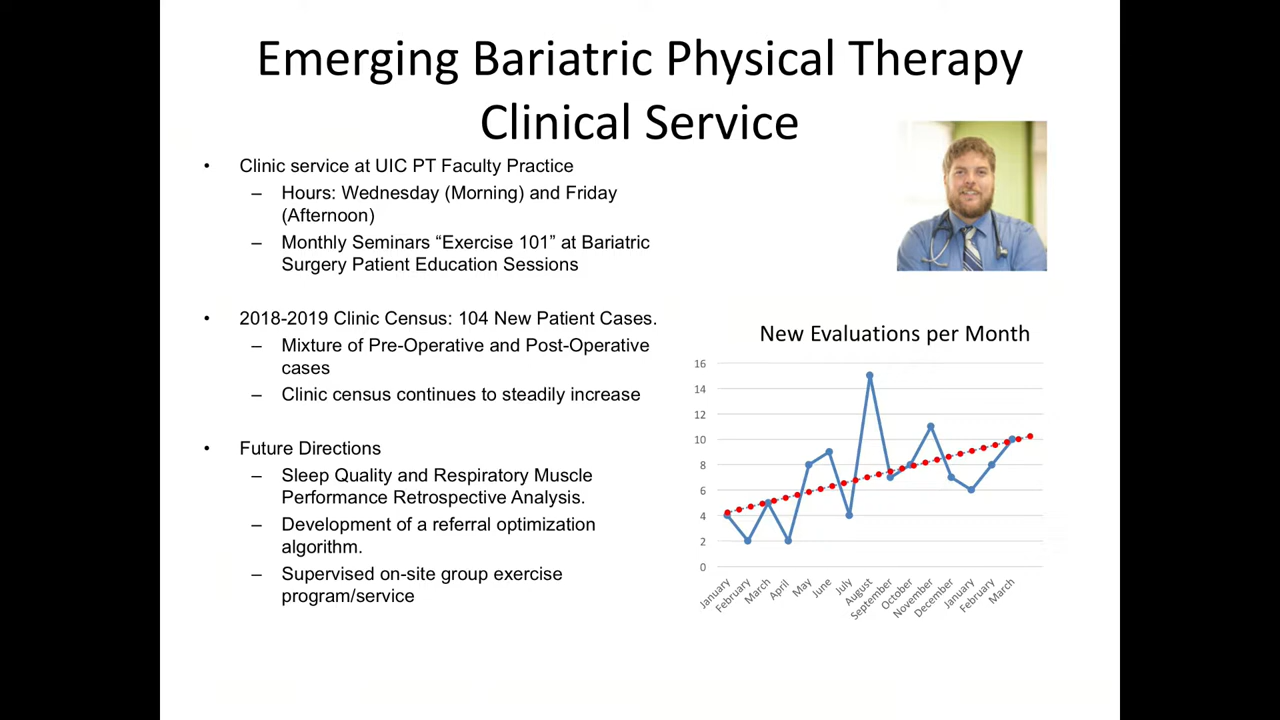 Emerging Bariatric Physical Therapy
Clinical Service
• Clinic service at UIC PT Faculty Practice
– Hours: Wednesday (Morning) and Friday
(Afternoon)
– Monthly Seminars “Exercise 101” at Bariatric
Surgery Patient Education Sessions
• 2018-2019 Clinic Census: 104 New Patient Cases.
– Mixture of Pre-Operative and Post-Operative
cases
– Clinic census continues to steadily increase
• Future Directions
– Sleep Quality and Respiratory Muscle
Performance Retrospective Analysis.
– Development of a referral optimization
algorithm.
– Supervised on-site group exercise
program/service
New Evaluations per Month
16
14
12
10
8
6
4
2
0
January
February
March
April
May
June
July
August
September
October
November
December
January
February
March